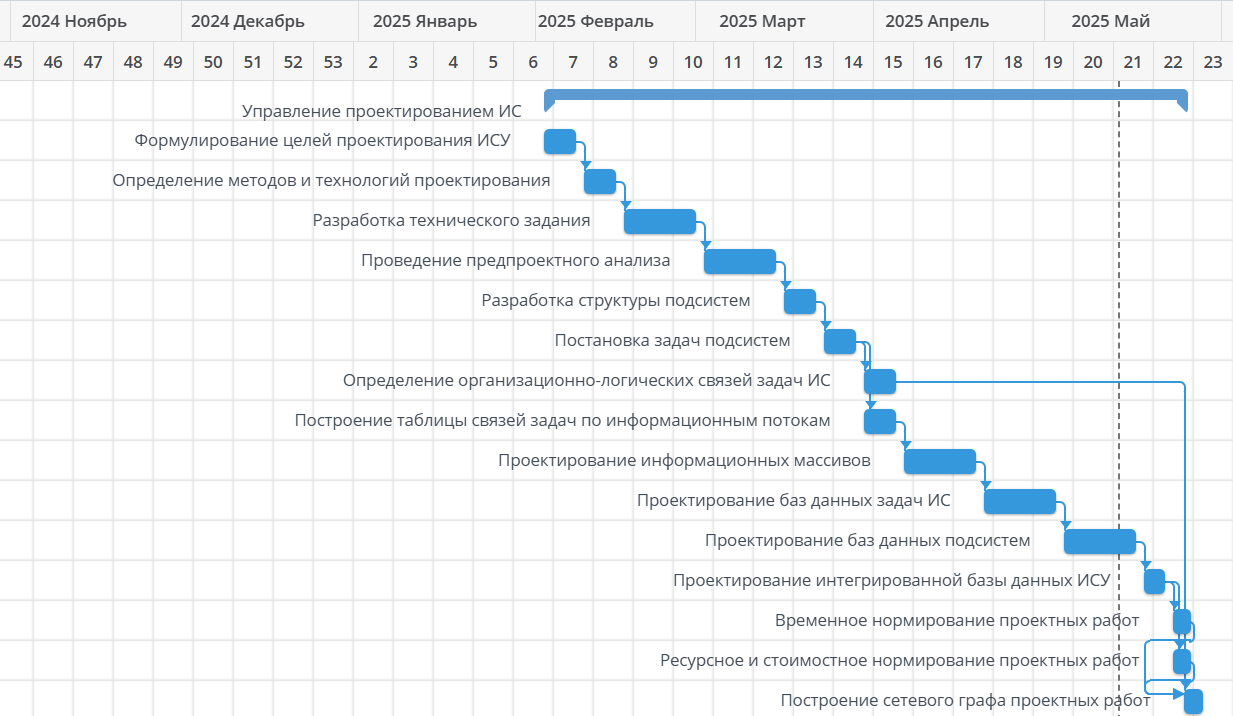 2024 Ноябрь 2024 Декабрь 2025 Январь 2025 Февраль 2025 Март 2025 Апрель 2025 Май
45 46 47 48 49 50 51 52 53 2 3 4 5 6 7 8 9 10 11 12 13 14 15 16 17 18 19 20 21 22 23
Управление проектированием ИС
Формулирование целей проектирования ИСУ
Определение методов и технологий проектирования
Разработка технического задания
Проведение предпроектного анализа
Разработка структуры подсистем
Постановка задач подсистем
Определение организационно-логических связей задач ИС
Построение таблицы связей задач по информационным потокам
Проектирование информационных массивов
Проектирование баз данных задач ИС
Проектирование баз данных подсистем
Проектирование интегрированной базы данных ИСУ
Временное нормирование проектных работ
Ресурсное и стоимостное нормирование проектных работ
Построение сетевого графа проектных работ